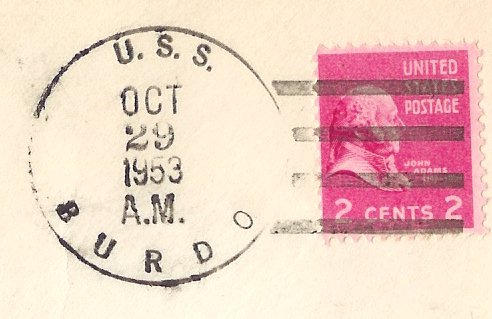 U.S.S.
OCT
29
1953
A.M.
BURDO
UNITED
STATES
POSTAGE
JOHN
ADAMS
2 CENTS 2